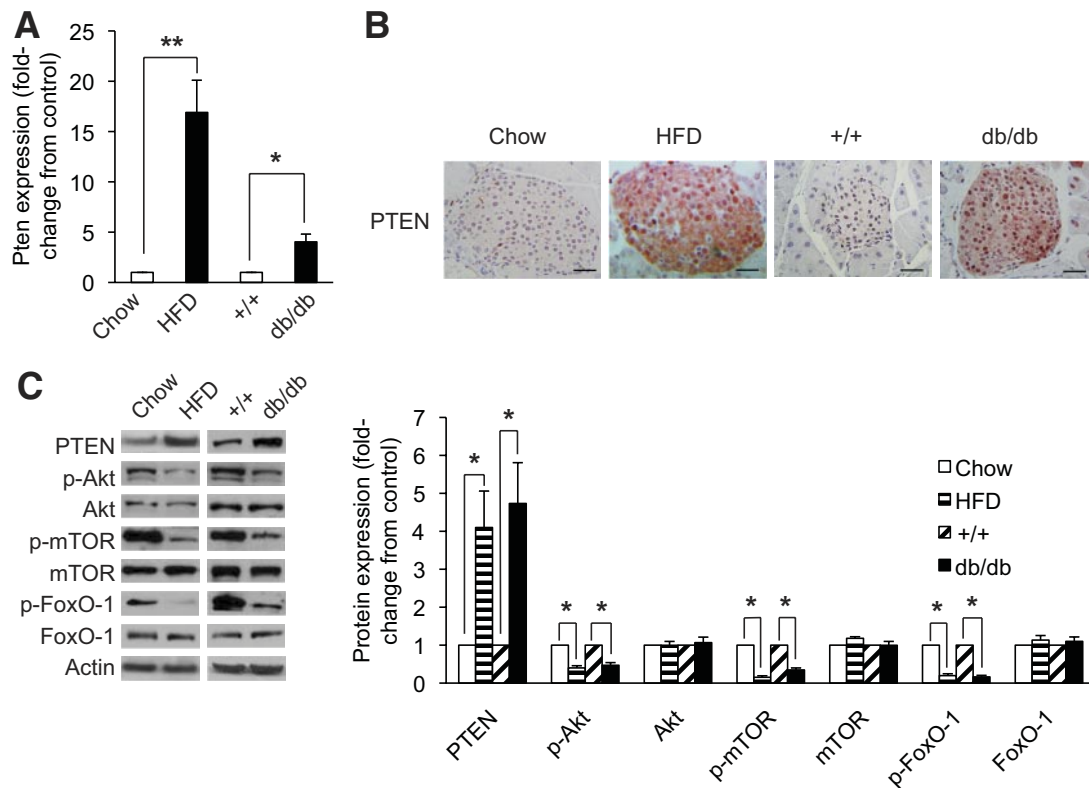 A
Pten expression (fold-
change from control)
25
20
15
10
5
0
**
*
Chow
HFD
+/+
db/db
B
Chow
HFD
+/+
db/db
PTEN
C
Chow
HFD
+/+
db/db
PTEN
p-Akt
Akt
p-mTOR
mTOR
p-FoxO-1
FoxO-1
Actin
Protein expression (fold-
change from control)
7
6
5
4
3
2
1
0
*
*
*
*
*
*
*
*
Chow
HFD
+/+
db/db
PTEN
p-Akt
Akt
p-mTOR
mTOR
p-FoxO-1
FoxO-1